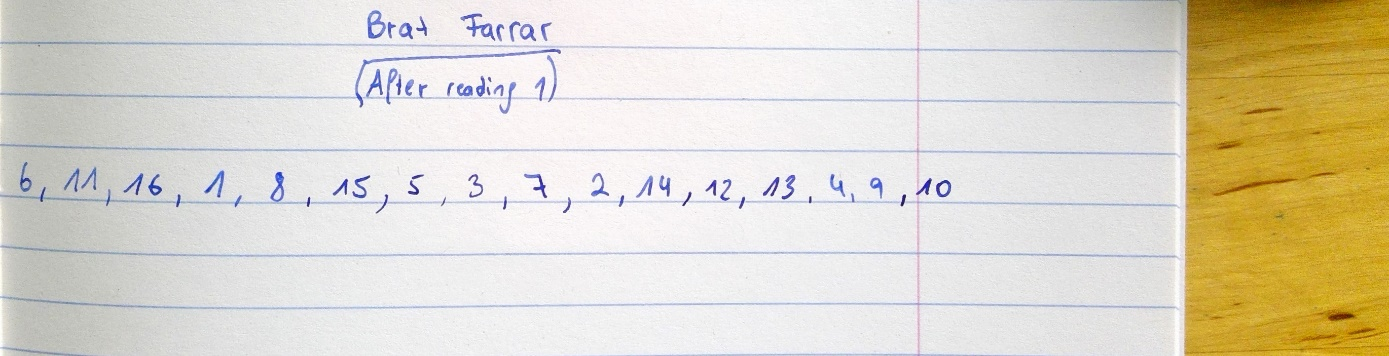 Brat Farrar
(After reading 1)
6, 11, 16, 1, 8, 15, 5, 3, 7, 2, 14, 12, 13, 4, 9, 10